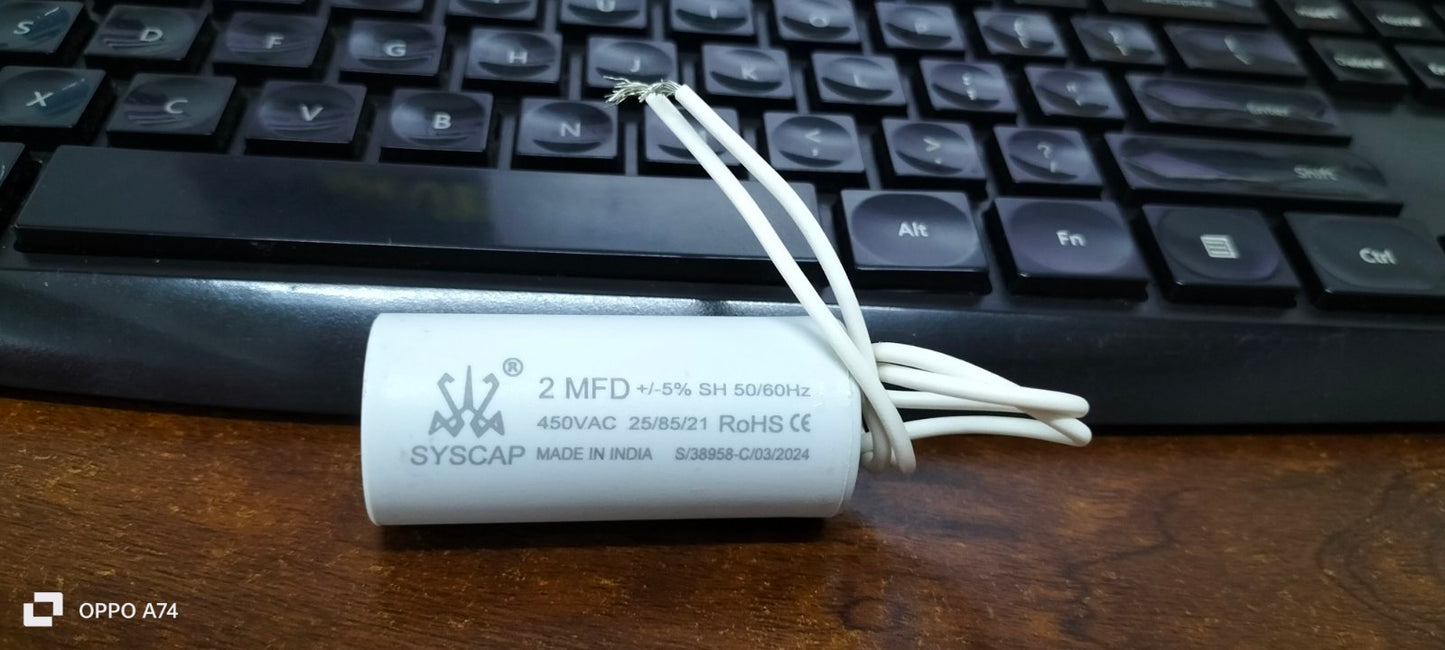 S D F G H J K L
X C V B N < >
? Enter
Shift
Alt Fn Ctrl
®
2 MFD +/-5% SH 50/60Hz
450VAC 25/85/21 RoHS CE
SYSCAP MADE IN INDIA S/38958-C/03/2024
OPPO A74